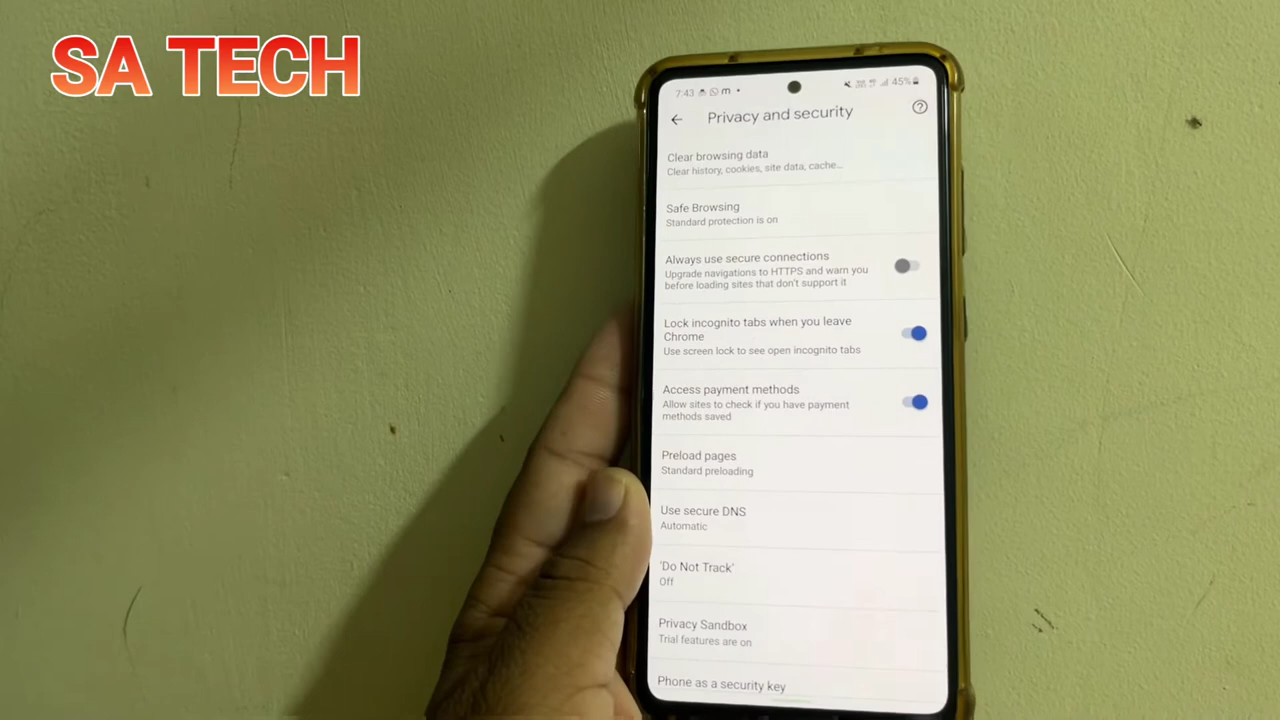 SA TECH
7:43 m 45%
Privacy and security
Clear browsing data
Clear history, cookies, site data, cache...
Safe Browsing
Standard protection is on
Always use secure connections
Upgrade navigations to HTTPS and warn you
before loading sites that don't support it
Lock incognito tabs when you leave
Chrome
Use screen lock to see open incognito tabs
Access payment methods
Allow sites to check if you have payment
methods saved
Preload pages
Standard preloading
Use secure DNS
Automatic
'Do Not Track'
Off
Privacy Sandbox
Trial features are on
Phone as a security key